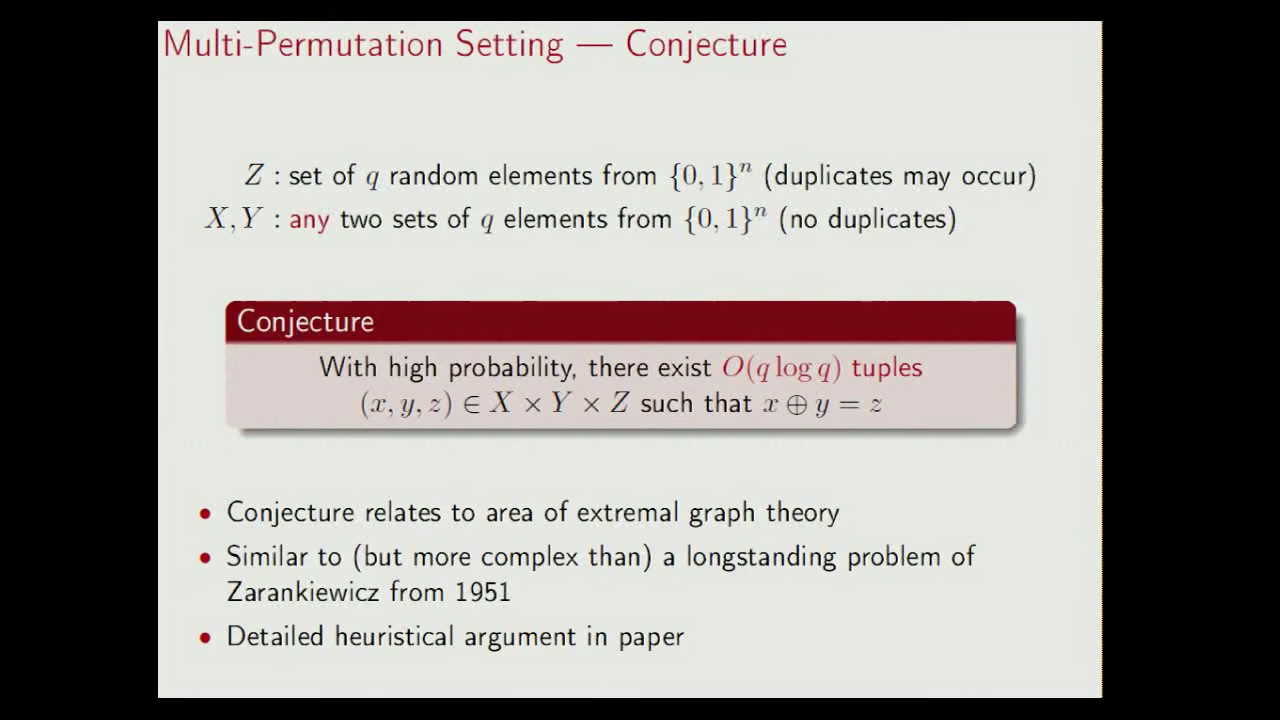 Multi-Permutation Setting — Conjecture
Z : set of q random elements from {0, 1}ⁿ (duplicates may occur)
X, Y : any two sets of q elements from {0, 1}ⁿ (no duplicates)
Conjecture
With high probability, there exist O(q log q) tuples
(x, y, z) ∈ X × Y × Z such that x ⊕ y = z
• Conjecture relates to area of extremal graph theory
• Similar to (but more complex than) a longstanding problem of
Zarankiewicz from 1951
• Detailed heuristical argument in paper